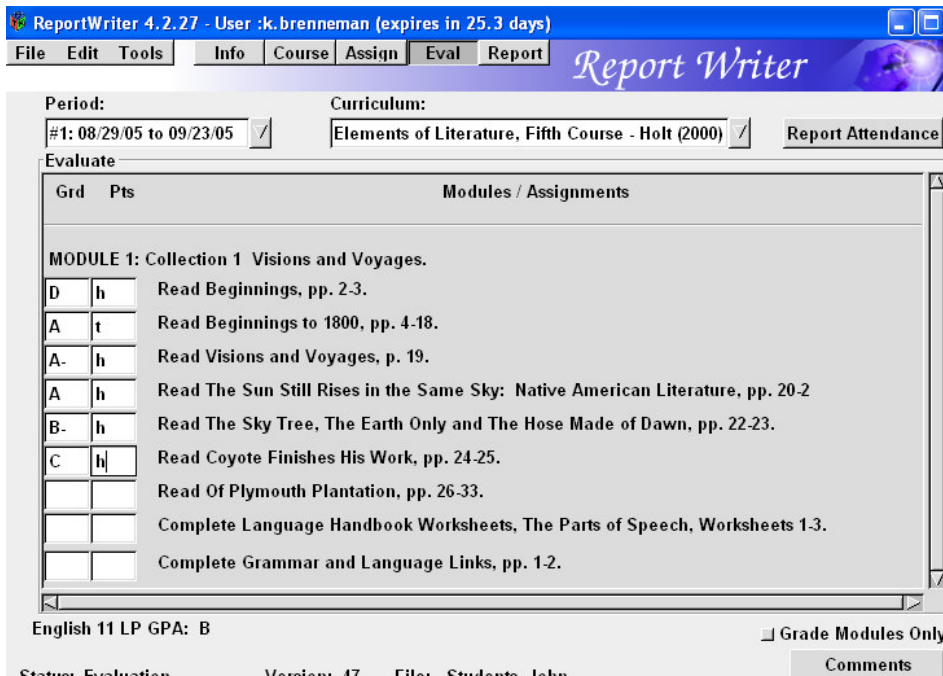 ReportWriter 4.2.27 - User :k.brenneman (expires in 25.3 days)
File Edit Tools Info Course Assign Eval Report
Report Writer
Period: Curriculum:
#1: 08/29/05 to 09/23/05 Elements of Literature, Fifth Course - Holt (2000) Report Attendance
Evaluate
Grd Pts Modules / Assignments
MODULE 1: Collection 1 Visions and Voyages.
D h Read Beginnings, pp. 2-3.
A t Read Beginnings to 1800, pp. 4-18.
A- h Read Visions and Voyages, p. 19.
A h Read The Sun Still Rises in the Same Sky: Native American Literature, pp. 20-2
B- h Read The Sky Tree, The Earth Only and The Hose Made of Dawn, pp. 22-23.
C h Read Coyote Finishes His Work, pp. 24-25.
Read Of Plymouth Plantation, pp. 26-33.
Complete Language Handbook Worksheets, The Parts of Speech, Worksheets 1-3.
Complete Grammar and Language Links, pp. 1-2.
English 11 LP GPA: B
Grade Modules Only
Comments
Status: Evaluation Version: 47 File: Students John